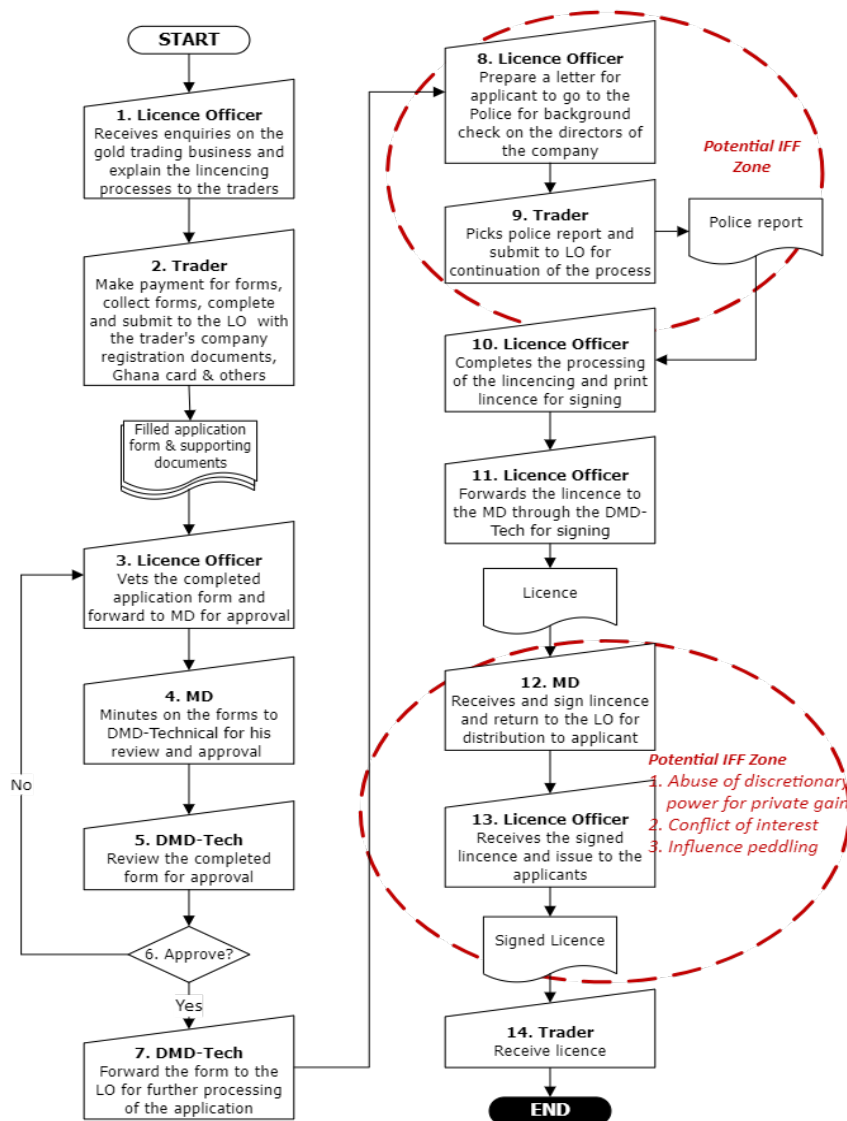 START
1. Licence Officer
Receives enquiries on the
gold trading business and
explain the lincencing
processes to the traders
2. Trader
Make payment for forms,
collect forms, complete
and submit to the LO with
the trader's company
registration documents,
Ghana card & others
Filled application
form & supporting
documents
3. Licence Officer
Vets the completed
application form and
forward to MD for approval
4. MD
Minutes on the forms to
DMD-Technical for his
review and approval
No
5. DMD-Tech
Review the completed
form for approval
6. Approve?
Yes
7. DMD-Tech
Forward the form to the
LO for further processing
of the application
8. Licence Officer
Prepare a letter for
applicant to go to the
Police for background
check on the directors of
the company
Potential IFF
Zone
9. Trader
Picks police report and
submit to LO for
continuation of the process
Police report
10. Licence Officer
Completes the processing
of the lincencing and print
lincence for signing
11. Licence Officer
Forwards the lincence to
the MD through the DMD-
Tech for signing
Licence
12. MD
Receives and sign lincence
and return to the LO for
distribution to applicant
Potential IFF Zone
1. Abuse of discretionary
power for private gain
2. Conflict of interest
3. Influence peddling
13. Licence Officer
Receives the signed
lincence and issue to the
applicants
Signed Licence
14. Trader
Receive licence
END